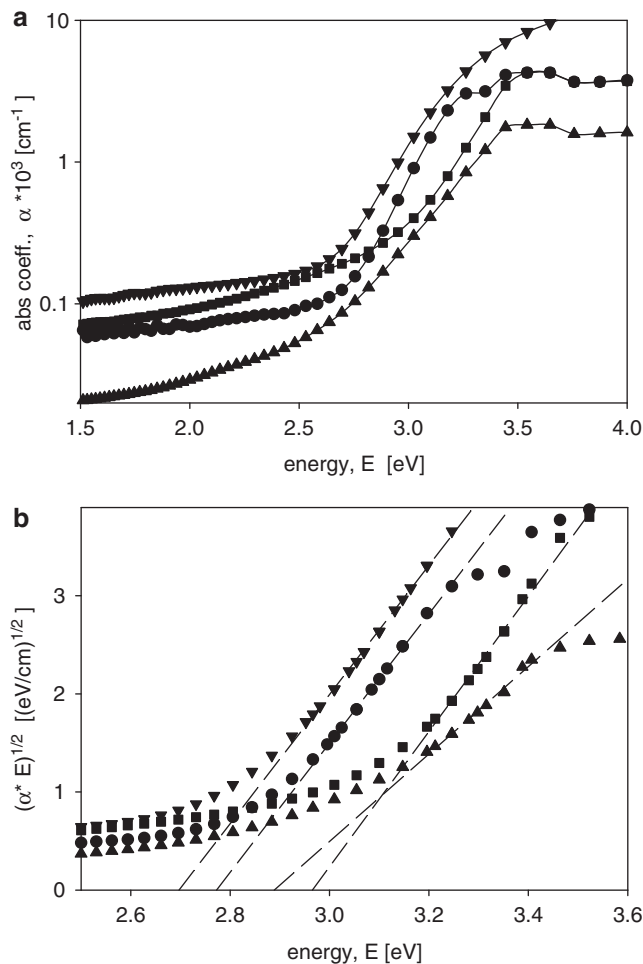 a
10
1
0.1
abs coeff., α *10³ [cm⁻¹]
1.5 2.0 2.5 3.0 3.5 4.0
energy, E [eV]
b
3
2
1
0
(α* E)¹/² [(eV/cm)¹/²]
2.6 2.8 3.0 3.2 3.4 3.6
energy, E [eV]